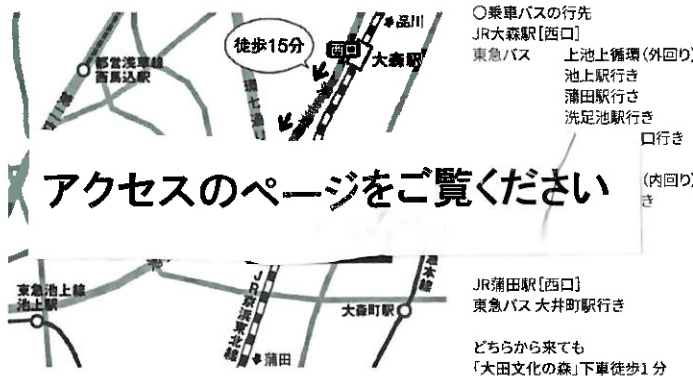 品川
徒歩15分
西口
大森駅
都営浅草線
西馬込駅
環七通
アクセスのページをご覧ください
東急池上線
池上駅
JR京浜東北線
大森町駅
本線
蒲田
〇乗車バスの行先
JR大森駅[西口]
東急バス 上池上循環(外回り)
池上駅行き
蒲田駅行き
洗足池駅行き
口行き
(内回り)
き
JR蒲田駅[西口]
東急バス 大井町駅行き
どちらから来ても
「大田文化の森」下車徒歩1分